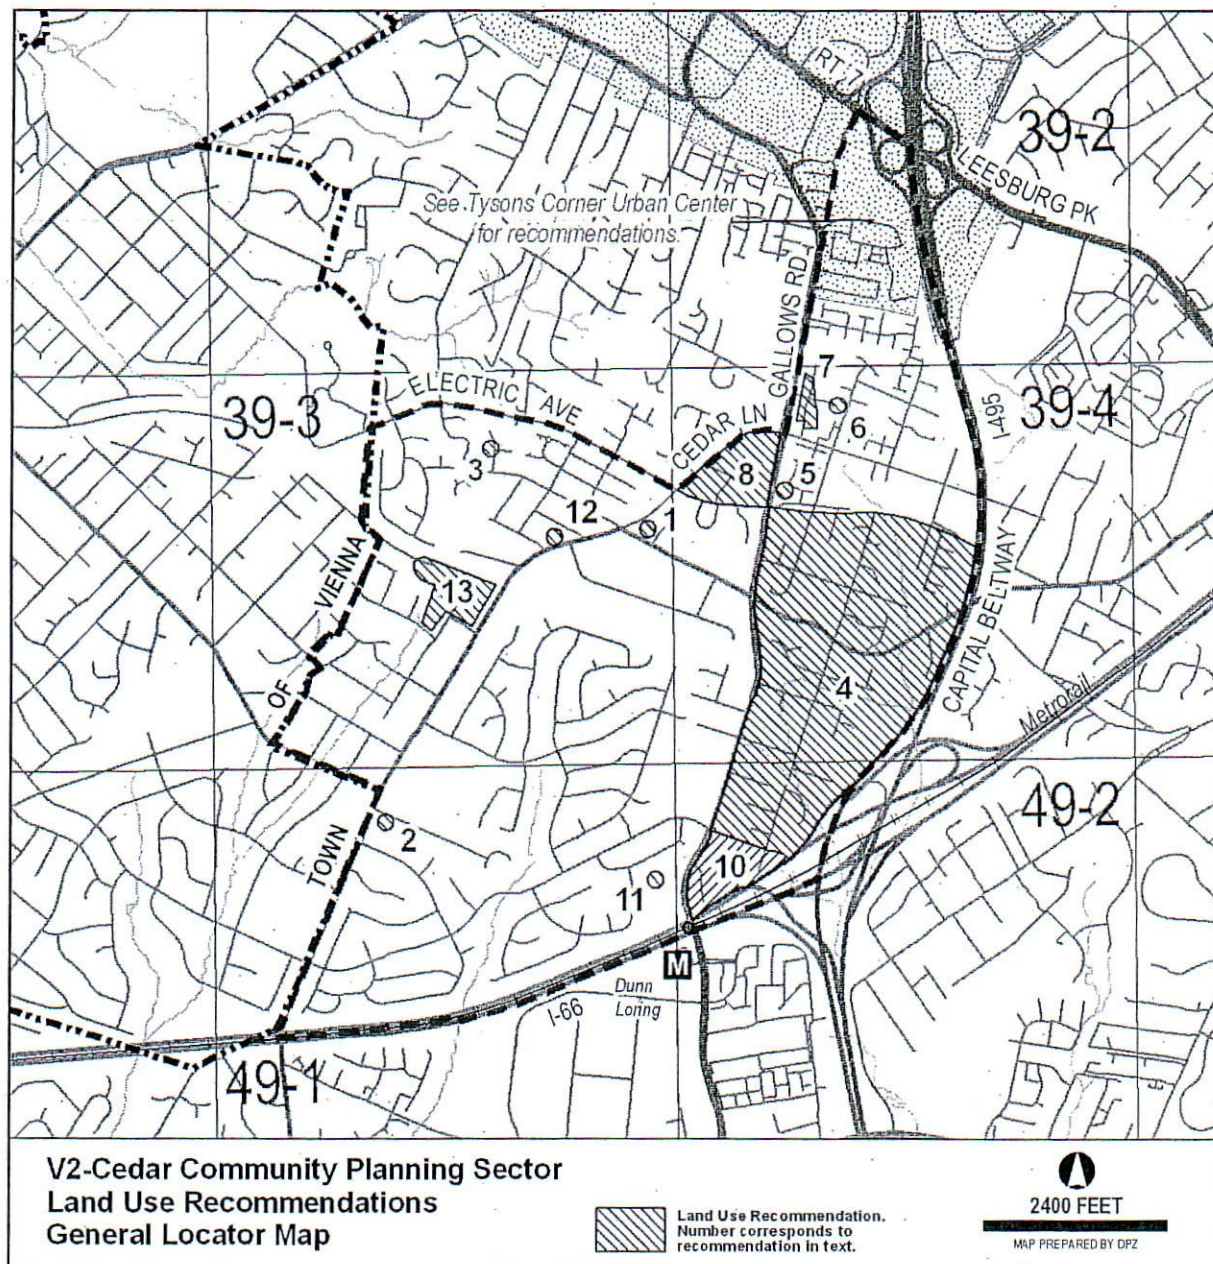 RT. 7
39-2
LEESBURG PK
See Tysons Corner Urban Center
for recommendations.
GALLOWS RD
7
ELECTRIC AVE
39-3
39-4
I-495
CEDAR LN
6
3
8
5
12
1
VIENNA
13
CAPITAL BELTWAY
OF
4
Metrorail
49-2
2
TOWN
10
11
M
Dunn
Loring
I-66
49-1
V2-Cedar Community Planning Sector
Land Use Recommendations
General Locator Map
Land Use Recommendation.
Number corresponds to
recommendation in text.
2400 FEET
MAP PREPARED BY DPZ